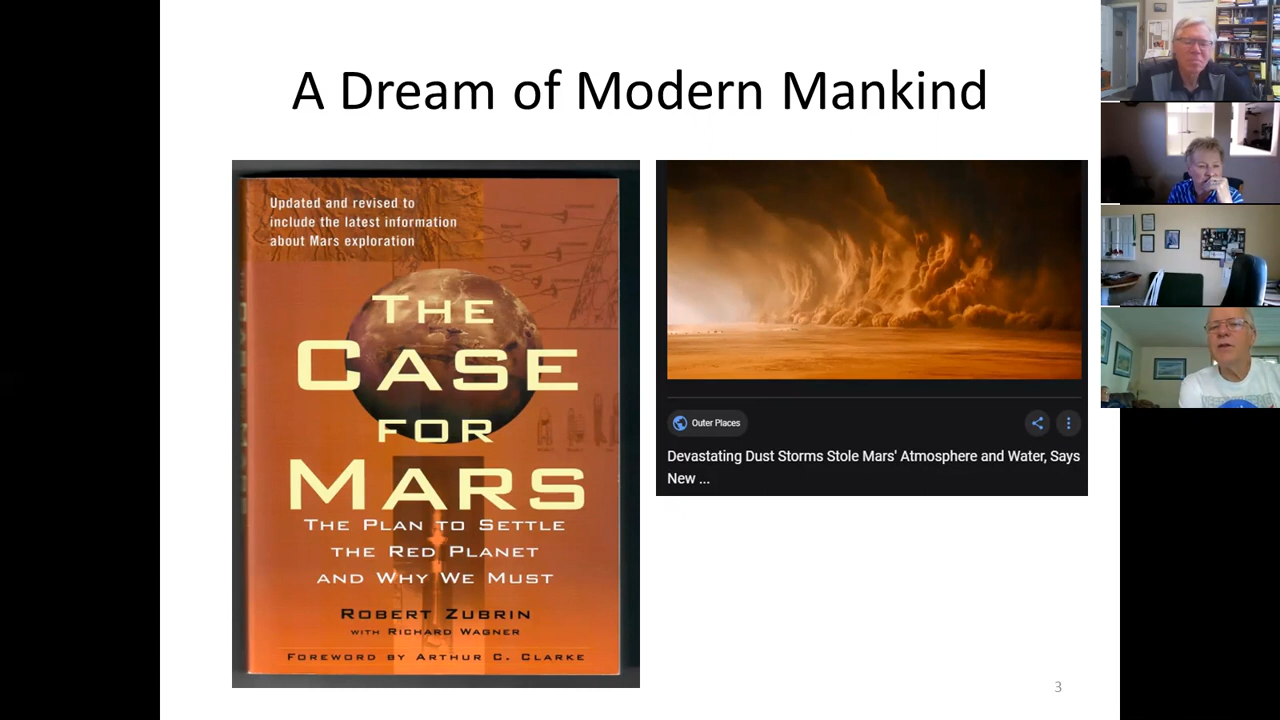 A Dream of Modern Mankind
Updated and revised to
include the latest information
about Mars exploration
THE
CASE
FOR
MARS
THE PLAN TO SETTLE
THE RED PLANET
AND WHY WE MUST
ROBERT ZUBRIN
WITH RICHARD WAGNER
FOREWORD BY ARTHUR C. CLARKE
Outer Places
Devastating Dust Storms Stole Mars' Atmosphere and Water, Says
New ...
3